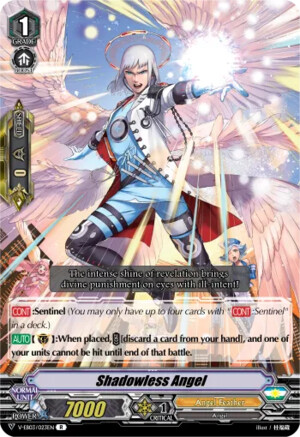 1
GRADE
0
The intense shine of revelation brings
divine punishment on eyes with ill intent!
CONT :Sentinel (You may only have up to four cards with "CONT :Sentinel"
in a deck.)
AUTO [ ]:When placed, [discard a card from your hand], and one of
your units cannot be hit until end of that battle.
Shadowless Angel
NORMAL
UNIT
POWER
7000
1
CRITICAL
Angel Feather
Angel
V-EB03/023EN R